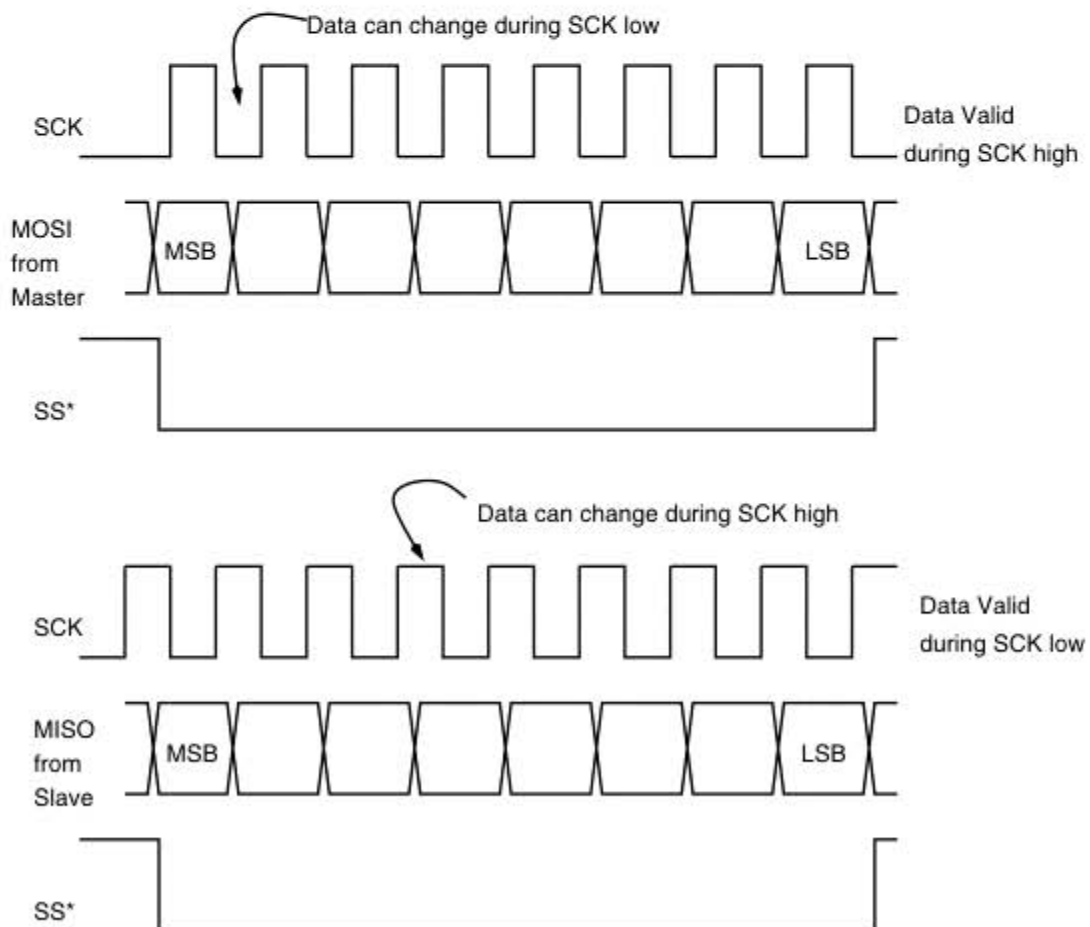 Data can change during SCK low
SCK
Data Valid
during SCK high
MOSI
from
Master
MSB
LSB
SS*
Data can change during SCK high
SCK
Data Valid
during SCK low
MISO
from
Slave
MSB
LSB
SS*